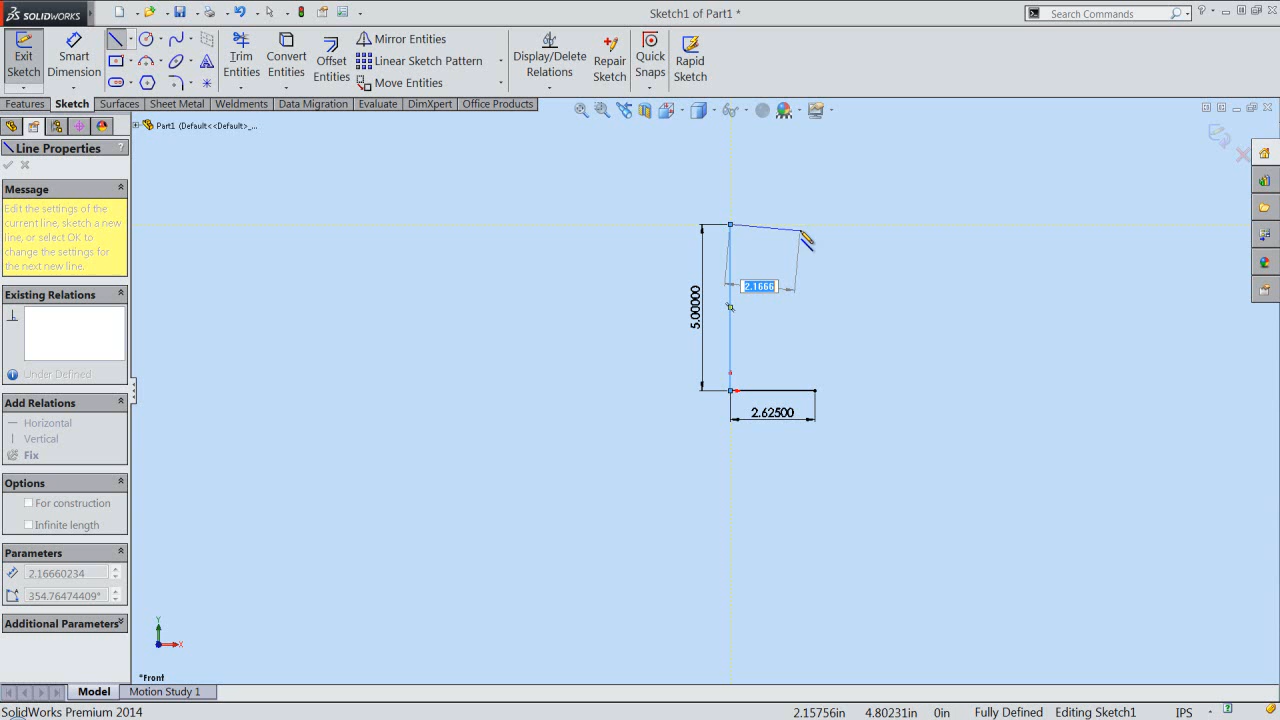 SOLIDWORKS
Sketch1 of Part1 *
Search Commands
Exit Sketch
Smart Dimension
Trim Entities
Convert Entities
Offset Entities
Mirror Entities
Linear Sketch Pattern
Move Entities
Display/Delete Relations
Repair Sketch
Quick Snaps
Rapid Sketch
Features
Sketch
Surfaces
Sheet Metal
Weldments
Data Migration
Evaluate
DimXpert
Office Products
Part1 (Default<<Default>_...
Line Properties
?
Message
Edit the settings of the
current line, sketch a new
line, or select OK to
change the settings for
the next new line.
Existing Relations
Under Defined
Add Relations
Horizontal
Vertical
Fix
Options
For construction
Infinite length
Parameters
2.16660234
354.76474409°
Additional Parameters
2.1666
5.00000
2.62500
Y
X
*Front
Model
Motion Study 1
SolidWorks Premium 2014
2.15756in
4.80231in
0in
Fully Defined
Editing Sketch1
IPS